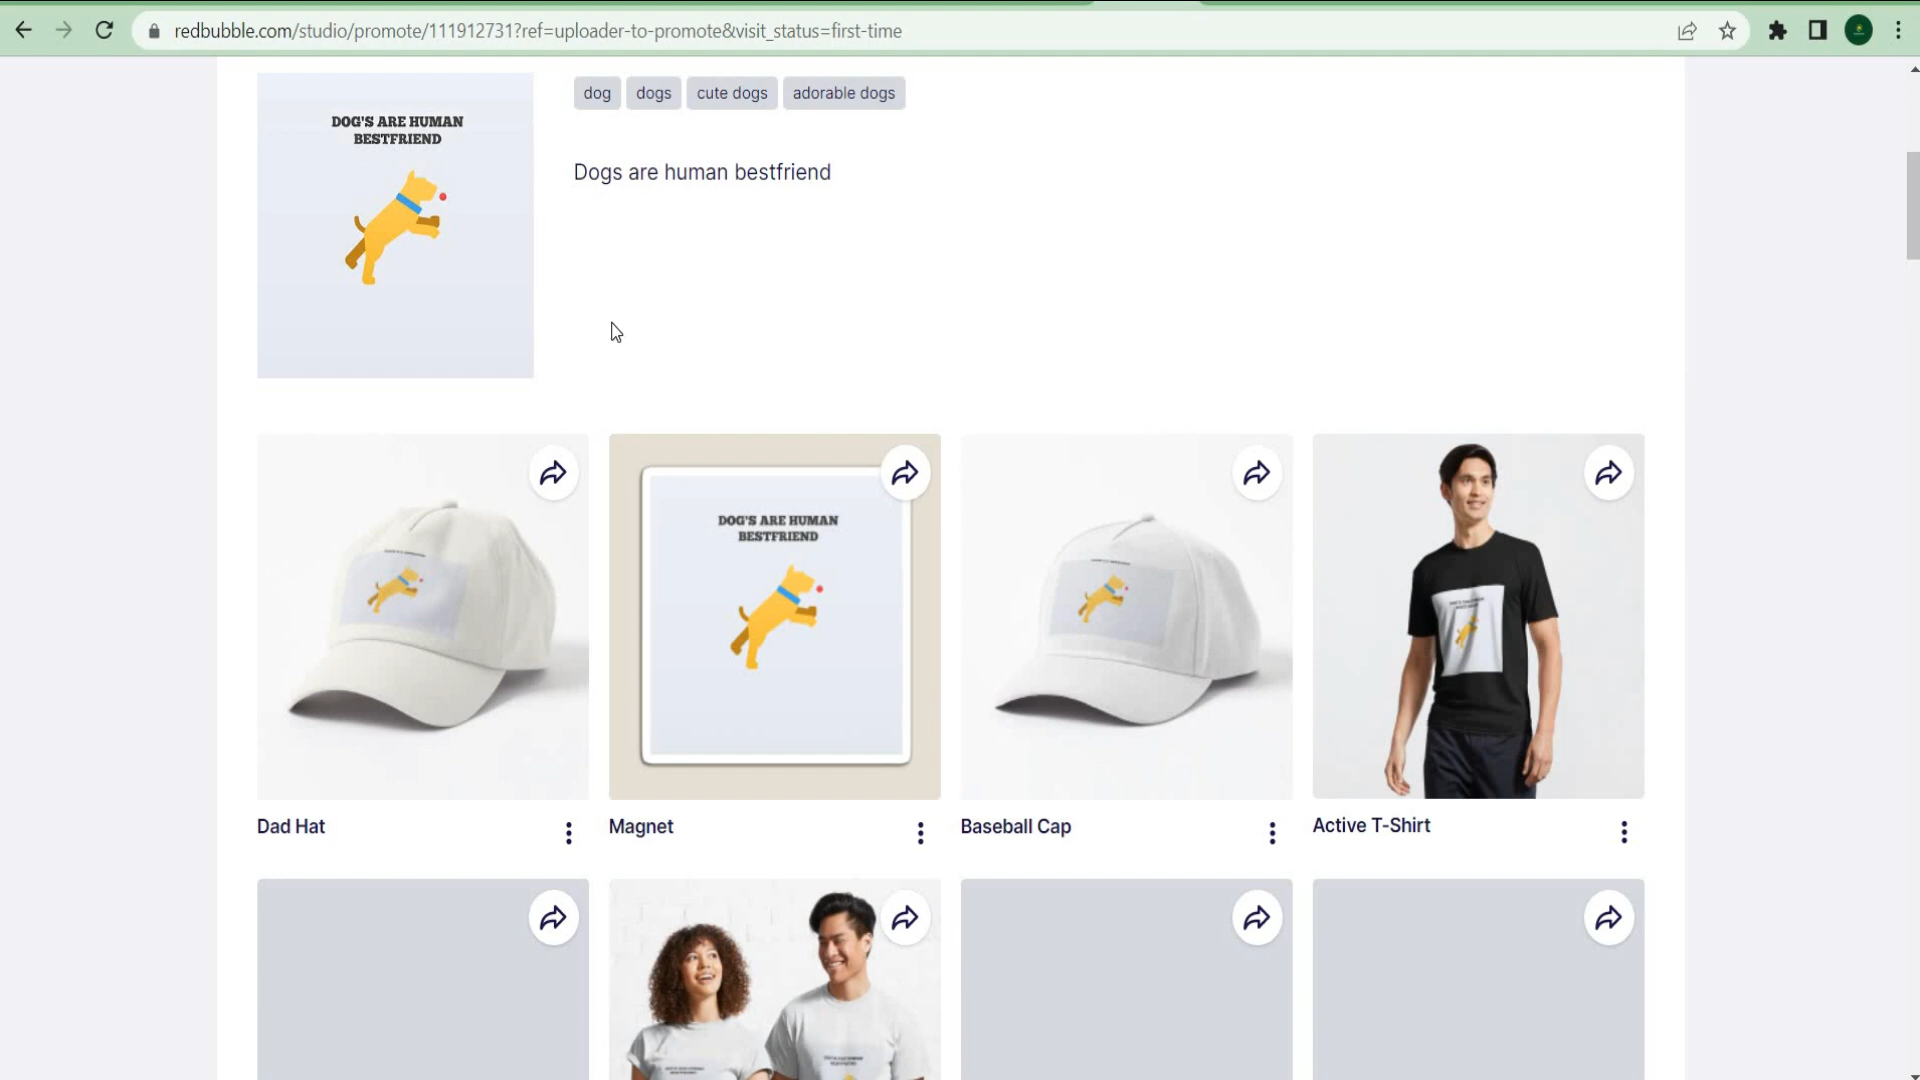 redbubble.com/studio/promote/111912731?ref=uploader-to-promote&visit_status=first-time
dog dogs cute dogs adorable dogs
DOG'S ARE HUMAN
BESTFRIEND
Dogs are human bestfriend
DOG'S ARE HUMAN
BESTFRIEND
Dad Hat
Magnet
Baseball Cap
Active T-Shirt